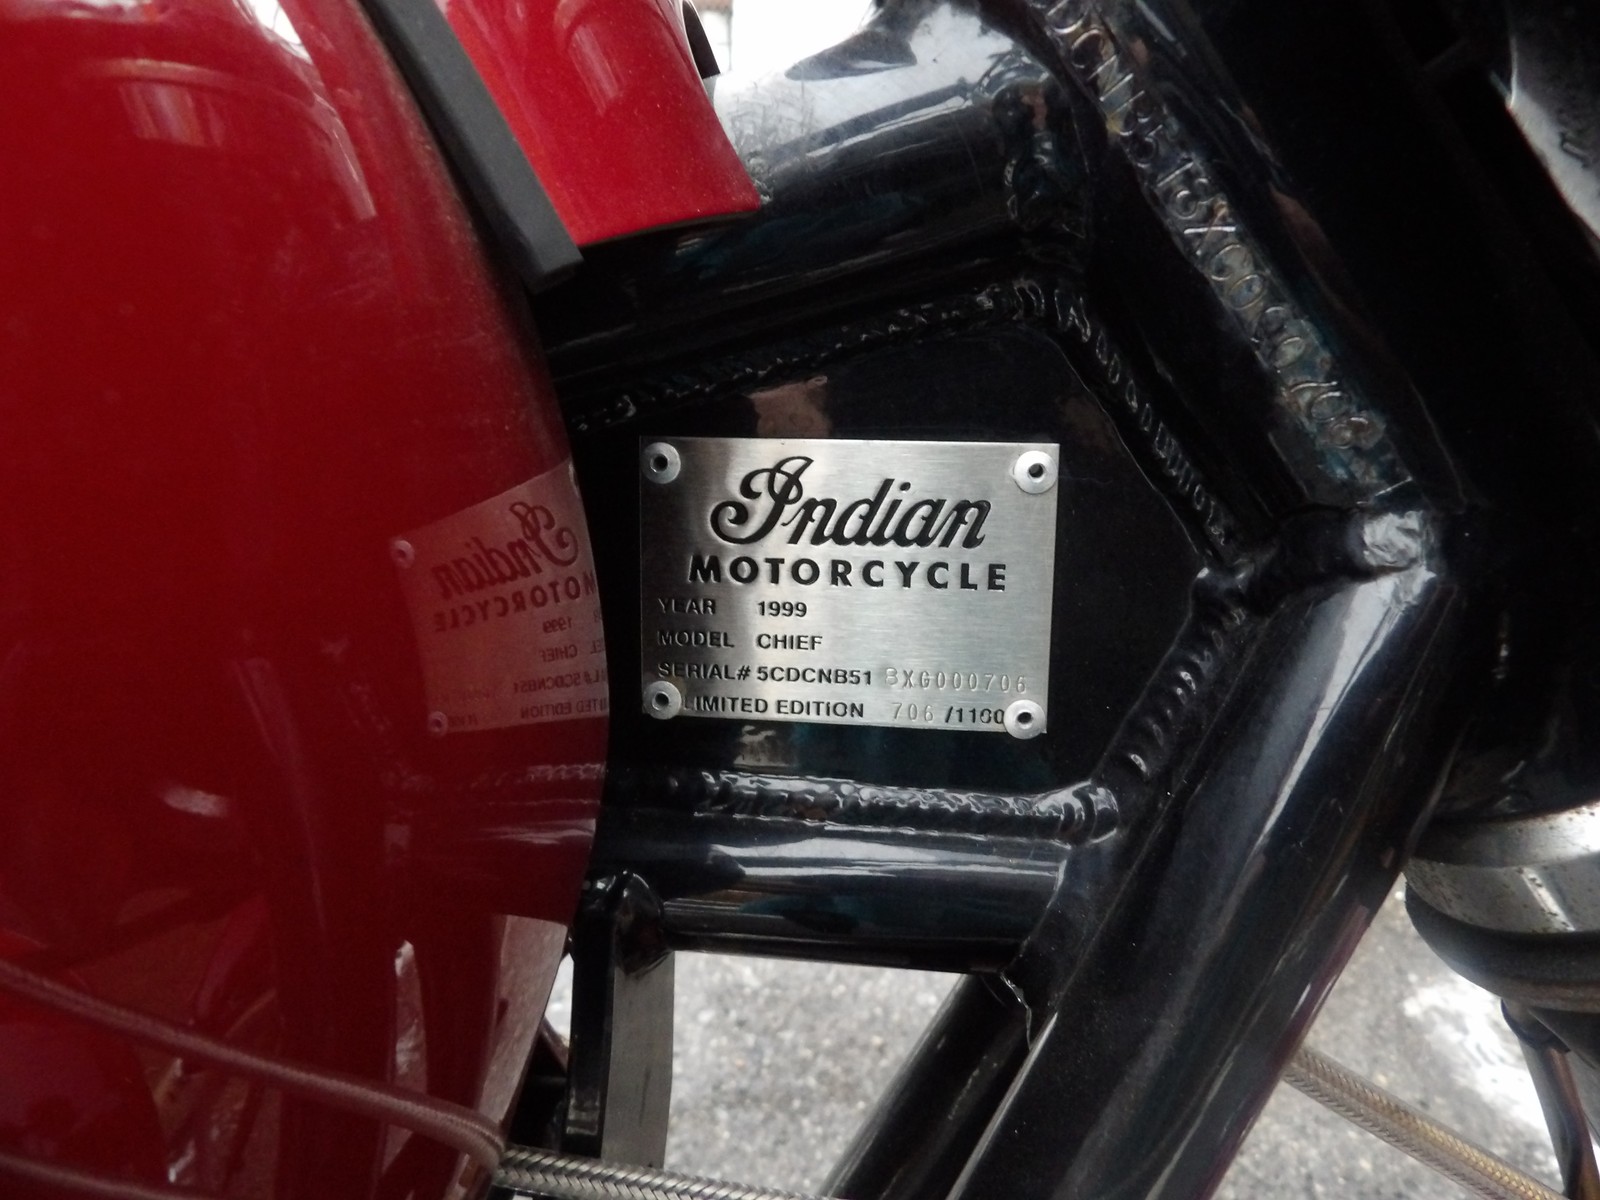 Indian
MOTORCYCLE
YEAR 1999
MODEL CHIEF
SERIAL# 5CDCNB51 3XG000706
LIMITED EDITION 706 /1100